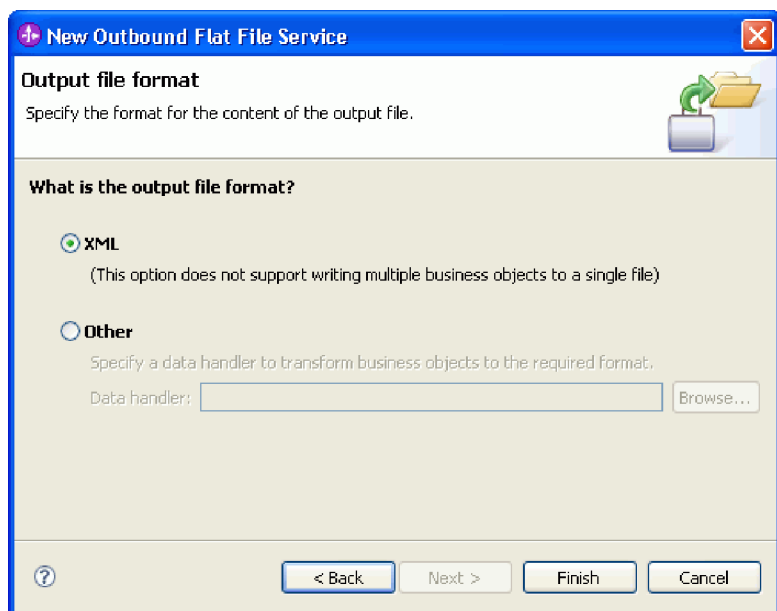 New Outbound Flat File Service
Output file format
Specify the format for the content of the output file.
What is the output file format?
XML
(This option does not support writing multiple business objects to a single file)
Other
Specify a data handler to transform business objects to the required format.
Data handler:
Browse...
?
< Back
Next >
Finish
Cancel